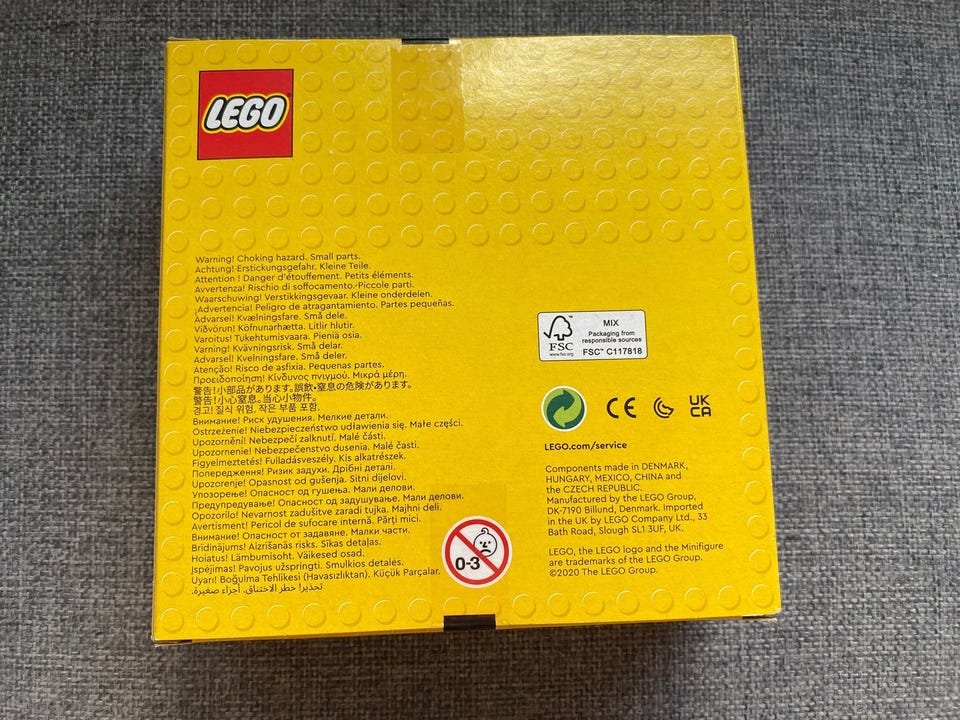 LEGO
Warning! Choking hazard. Small parts.
Achtung! Erstickungsgefahr. Kleine Teile.
Attention ! Danger d'étouffement. Petits éléments.
Avvertenza! Rischio di soffocamento. Piccole parti.
Waarschuwing! Verstikkingsgevaar. Kleine onderdelen.
¡Advertencia! Peligro de atragantamiento. Partes pequeñas.
Advarsel! Kvælningsfare. Små dele.
Viðvörun! Köfnunarhætta. Litlir hlutir.
Varoitus! Tukehtumisvaara. Pieniä osia.
Varning! Kvävningsrisk. Små delar.
Advarsel! Kvelningsfare. Små deler.
Atenção! Risco de asfixia. Pequenas partes.
Προειδοποίηση! Κίνδυνος πνιγμού. Μικρά μέρη.
警告!小部品があります。誤飲・窒息の危険があります。
警告!小心窒息。当心小物件。
경고! 질식 위험. 작은 부품 포함.
Внимание! Риск удушения. Мелкие детали.
Ostrzeżenie! Niebezpieczeństwo udławienia się. Małe części.
Upozornění! Nebezpečí zalknutí. Malé části.
Upozornenie! Nebezpečenstvo dusenia. Malé časti.
Figyelmeztetés! Fulladásveszély. Kis alkatrészek.
Попередження! Ризик задухи. Дрібні деталі.
Upozorenje! Opasnost od gušenja. Sitni dijelovi.
Упозорење! Опасност од гушења. Мали делови.
Предупредување! Опасност од задушување. Мали делови.
Opozorilo! Nevarnost zadušitve zaradi tujka. Majhni deli.
Avertisment! Pericol de sufocare internă. Părți mici.
Внимание! Опасност от задавяне. Малки части.
Brīdinājums! Aizrīšanās risks. Sīkas detaļas.
Hoiatus! Lämbumisoht. Väikesed osad.
Įspėjimas! Pavojus užspringti. Smulkios detalės.
Uyarı! Boğulma Tehlikesi (Havasızlıktan). Küçük Parçalar.
تحذير! خطر الاختناق. أجزاء صغيرة.
0-3
FSC
www.fsc.org
MIX
Packaging from
responsible sources
FSC™ C117818
CE
UK
CA
LEGO.com/service
Components made in DENMARK,
HUNGARY, MEXICO, CHINA and
the CZECH REPUBLIC.
Manufactured by the LEGO Group,
DK-7190 Billund, Denmark. Imported
in the UK by LEGO Company Ltd., 33
Bath Road, Slough SL1 3UF, UK.
LEGO, the LEGO logo and the Minifigure
are trademarks of the LEGO Group.
©2020 The LEGO Group.